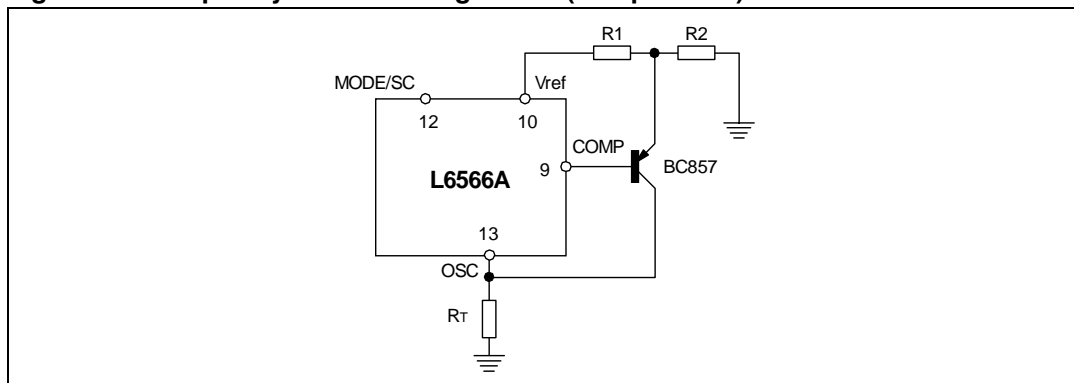 R1
R2
MODE/SC
Vref
12
10
COMP
9
BC857
L6566A
13
OSC
RT